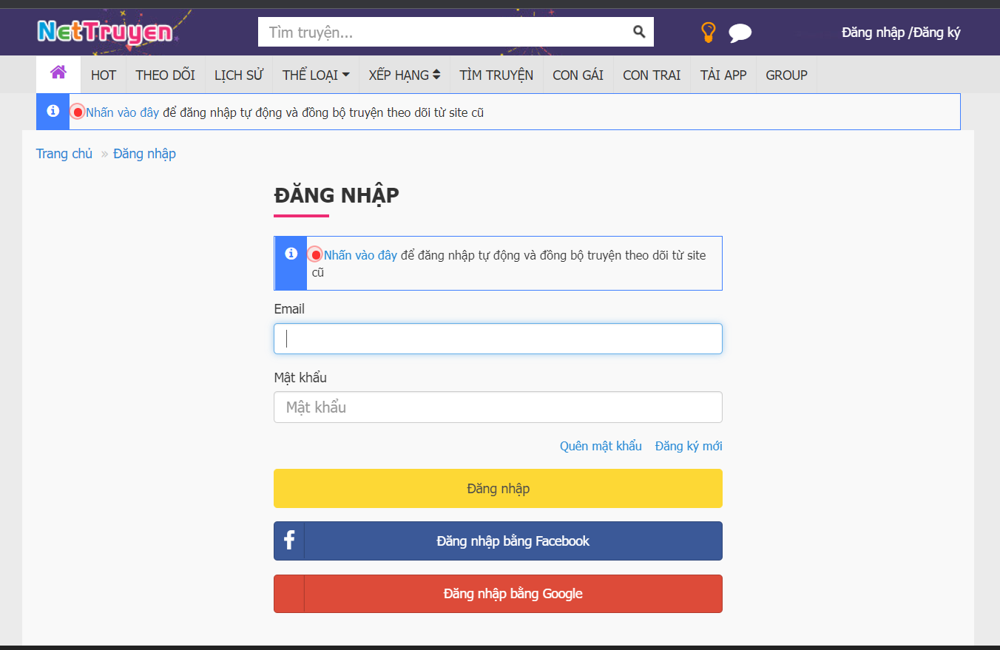 NetTruyen
Tìm truyện...
Đăng nhập /Đăng ký
HOT THEO DÕI LỊCH SỬ THỂ LOẠI XẾP HẠNG TÌM TRUYỆN CON GÁI CON TRAI TẢI APP GROUP
Nhấn vào đây để đăng nhập tự động và đồng bộ truyện theo dõi từ site cũ
Trang chủ » Đăng nhập
ĐĂNG NHẬP
Nhấn vào đây để đăng nhập tự động và đồng bộ truyện theo dõi từ site
cũ
Email
Mật khẩu
Mật khẩu
Quên mật khẩu Đăng ký mới
Đăng nhập
Đăng nhập bằng Facebook
Đăng nhập bằng Google